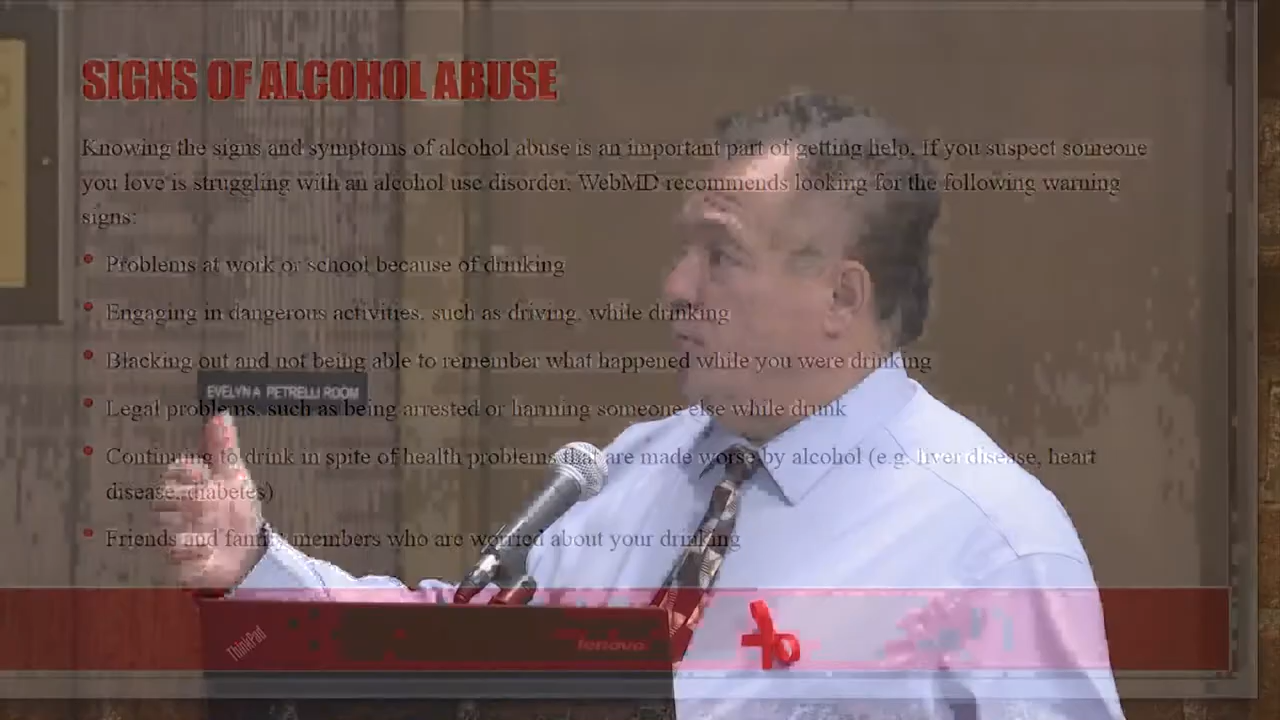 SIGNS OF ALCOHOL ABUSE
Knowing the signs and symptoms of alcohol abuse is an important part of getting help. If you suspect someone
you love is struggling with an alcohol use disorder, WebMD recommends looking for the following warning
signs:
Problems at work or school because of drinking
Engaging in dangerous activities, such as driving, while drinking
Blacking out and not being able to remember what happened while you were drinking
EVELYN A PETRELLI ROOM
Legal problems, such as being arrested or harming someone else while drunk
Continuing to drink in spite of health problems that are made worse by alcohol (e.g. liver disease, heart
disease, diabetes)
Friends and family members who are worried about your drinking
ThinkPad
lenovo